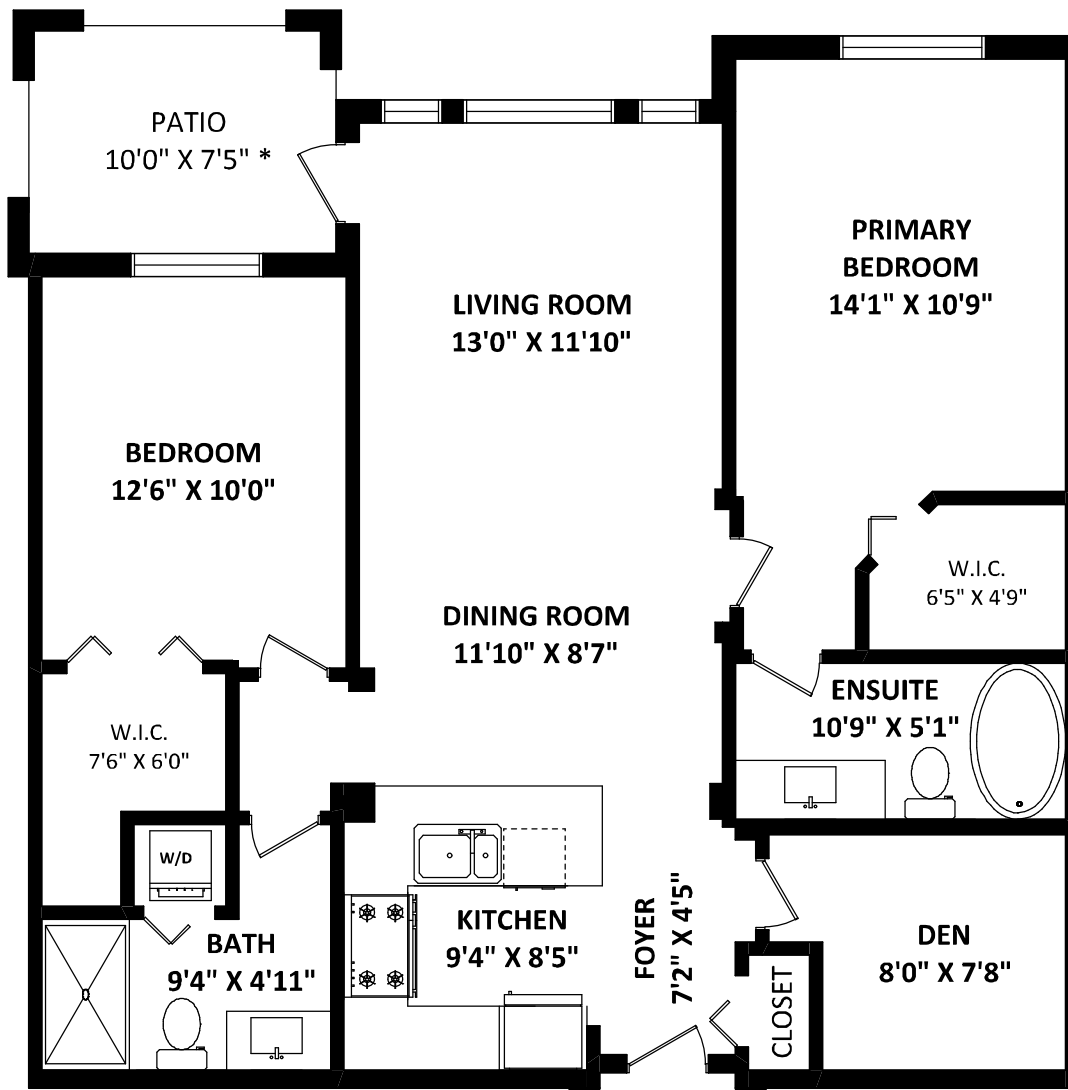 PATIO
10'0" X 7'5" *
PRIMARY
BEDROOM
14'1" X 10'9"
LIVING ROOM
13'0" X 11'10"
BEDROOM
12'6" X 10'0"
W.I.C.
6'5" X 4'9"
DINING ROOM
11'10" X 8'7"
ENSUITE
10'9" X 5'1"
W.I.C.
7'6" X 6'0"
W/D
BATH
9'4" X 4'11"
KITCHEN
9'4" X 8'5"
FOYER
7'2" X 4'5"
CLOSET
DEN
8'0" X 7'8"